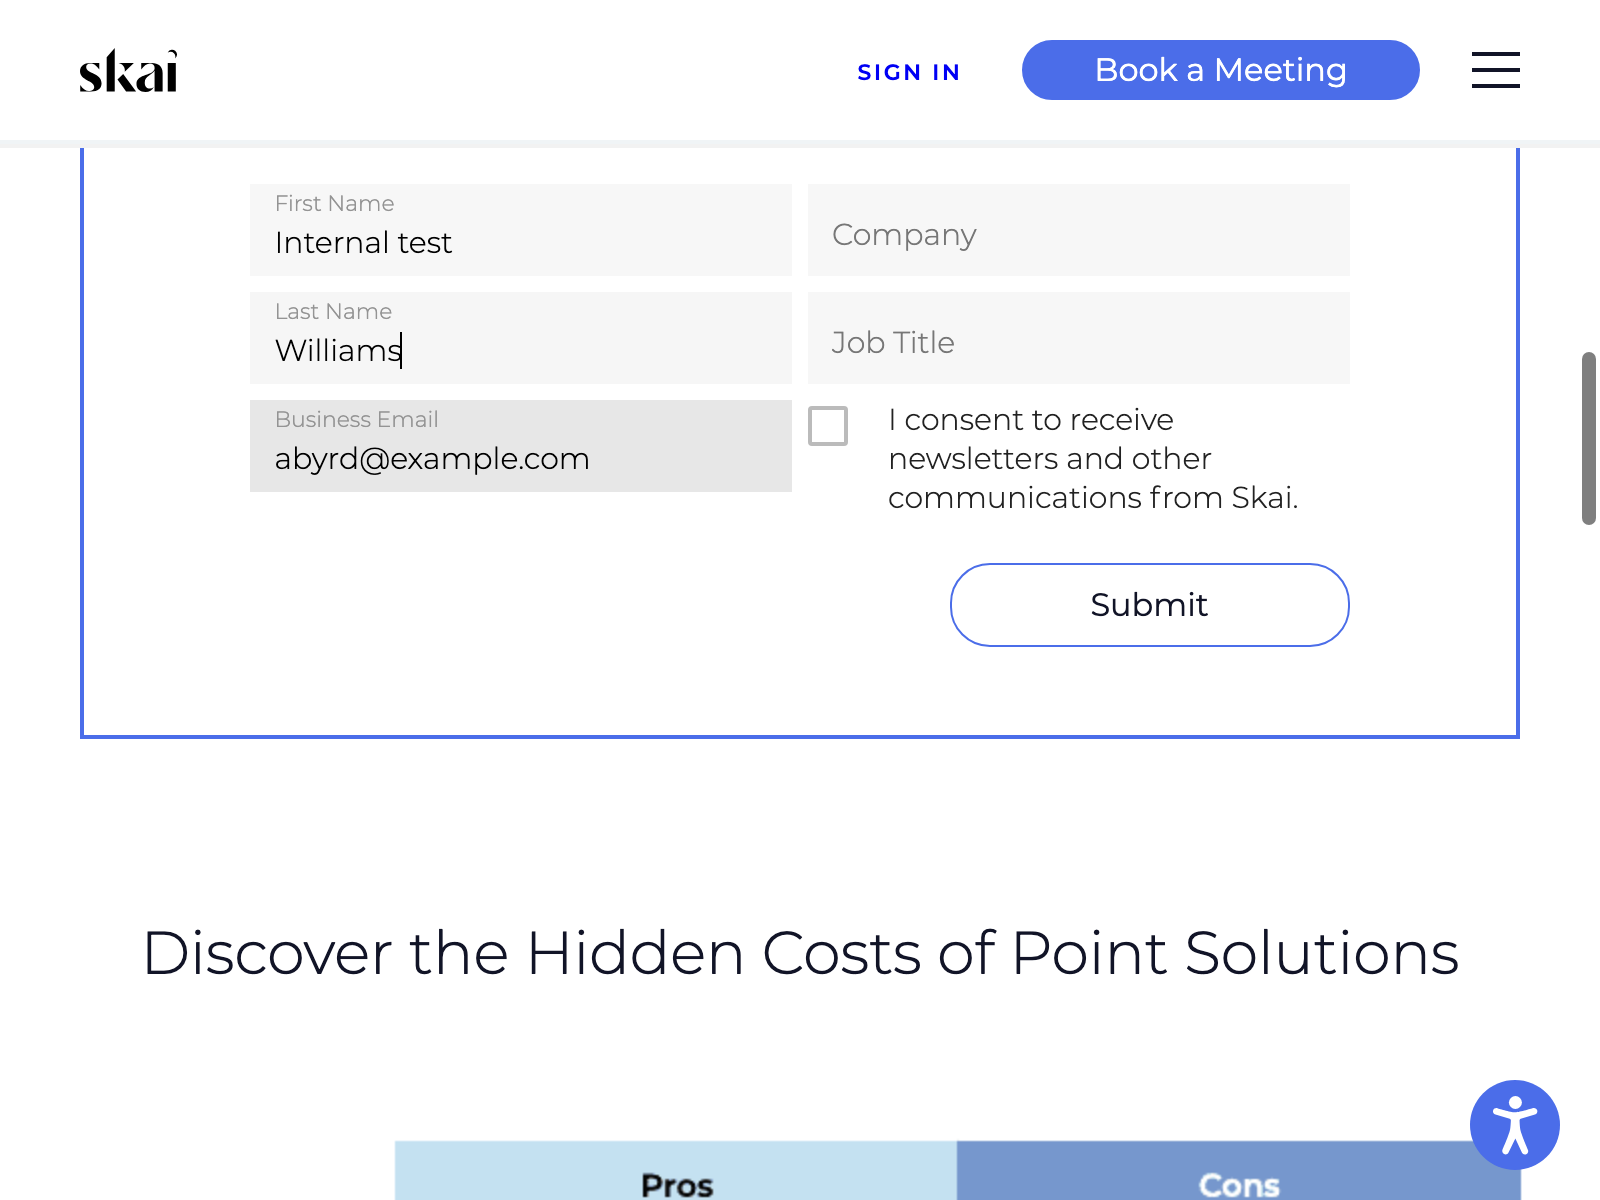 skai
SIGN IN
Book a Meeting
First Name
Internal test
Company
Last Name
Williams
Job Title
Business Email
abyrd@example.com
I consent to receive
newsletters and other
communications from Skai.
Submit
Discover the Hidden Costs of Point Solutions
Pros
Cons